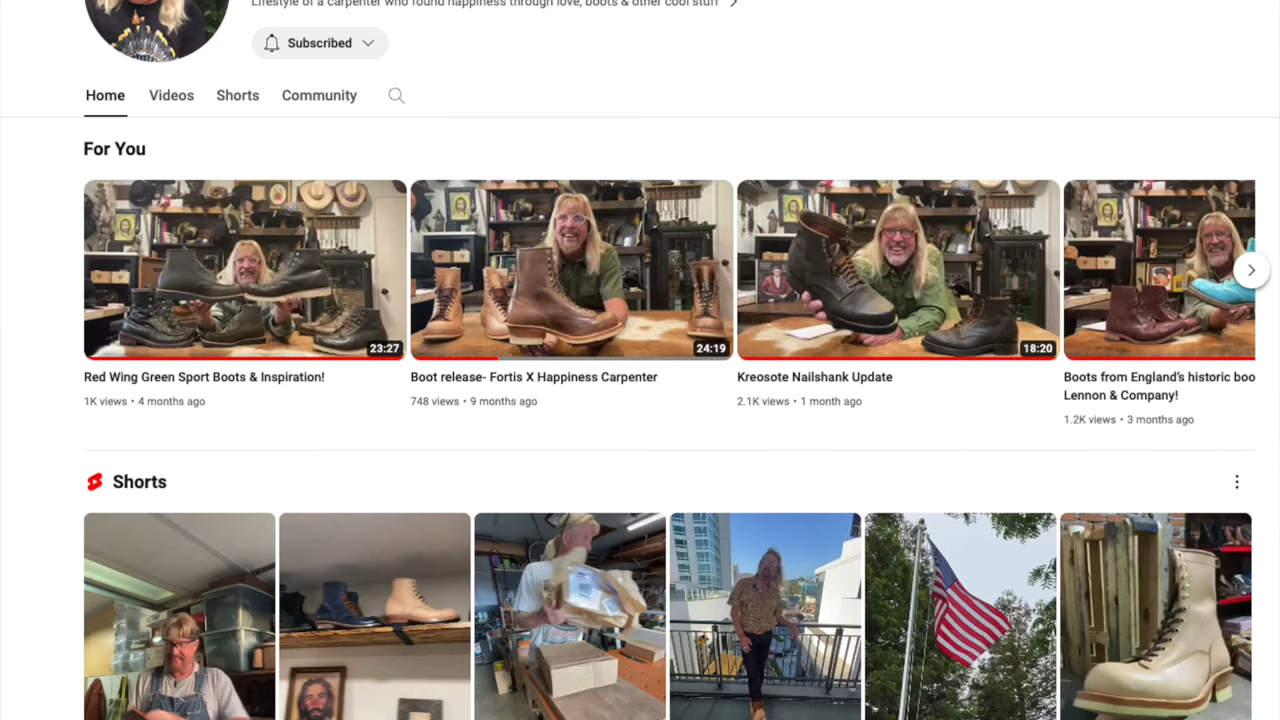 Lifestyle of a carpenter who found happiness through love, boots & other cool stuff
Subscribed
Home Videos Shorts Community
For You
23:27
24:19
18:20
Red Wing Green Sport Boots & Inspiration!
1K views • 4 months ago
Boot release- Fortis X Happiness Carpenter
748 views • 9 months ago
Kreosote Nailshank Update
2.1K views • 1 month ago
Boots from England's historic boo
Lennon & Company!
1.2K views • 3 months ago
Shorts